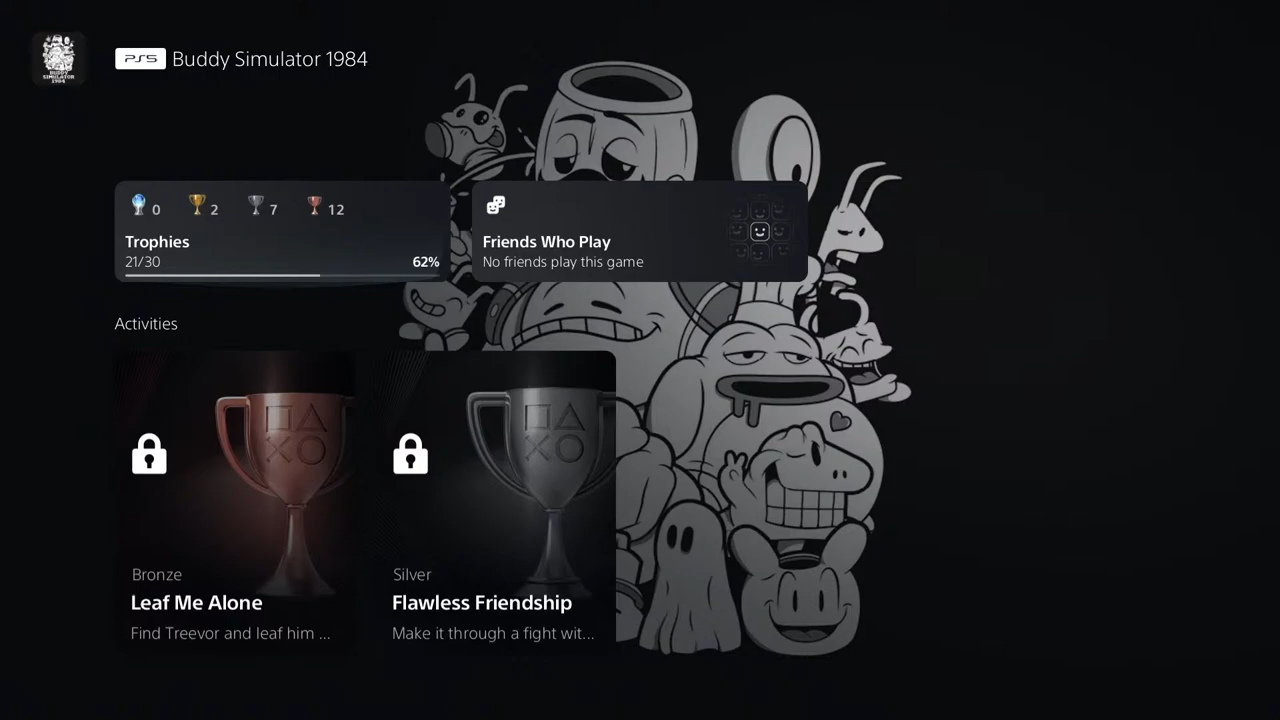 BUDDY
SIMULATOR
1984
PS5 Buddy Simulator 1984
0 2 7 12
Trophies
21/30 62%
Friends Who Play
No friends play this game
Activities
Bronze
Leaf Me Alone
Find Treevor and leaf him ...
Silver
Flawless Friendship
Make it through a fight wit...